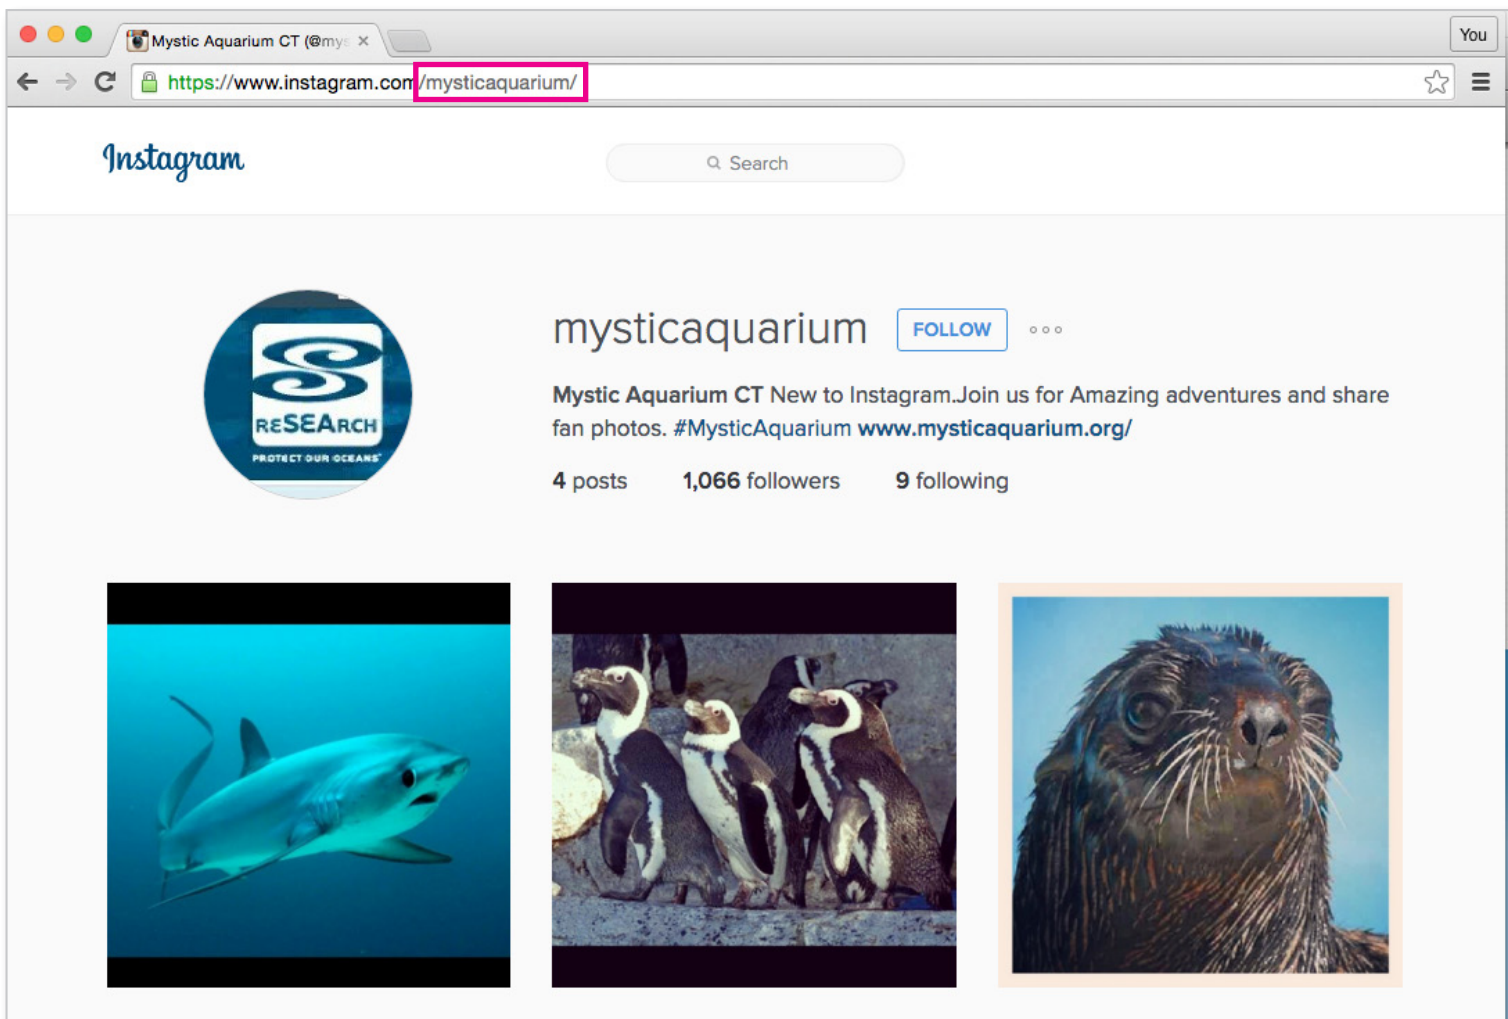 Mystic Aquarium CT (@mys
You
https://www.instagram.com/mysticaquarium/
Instagram
Search
mysticaquarium FOLLOW
Mystic Aquarium CT New to Instagram.Join us for Amazing adventures and share
fan photos. #MysticAquarium www.mysticaquarium.org/
4 posts 1,066 followers 9 following
RESEARCH
PROTECT OUR OCEANS